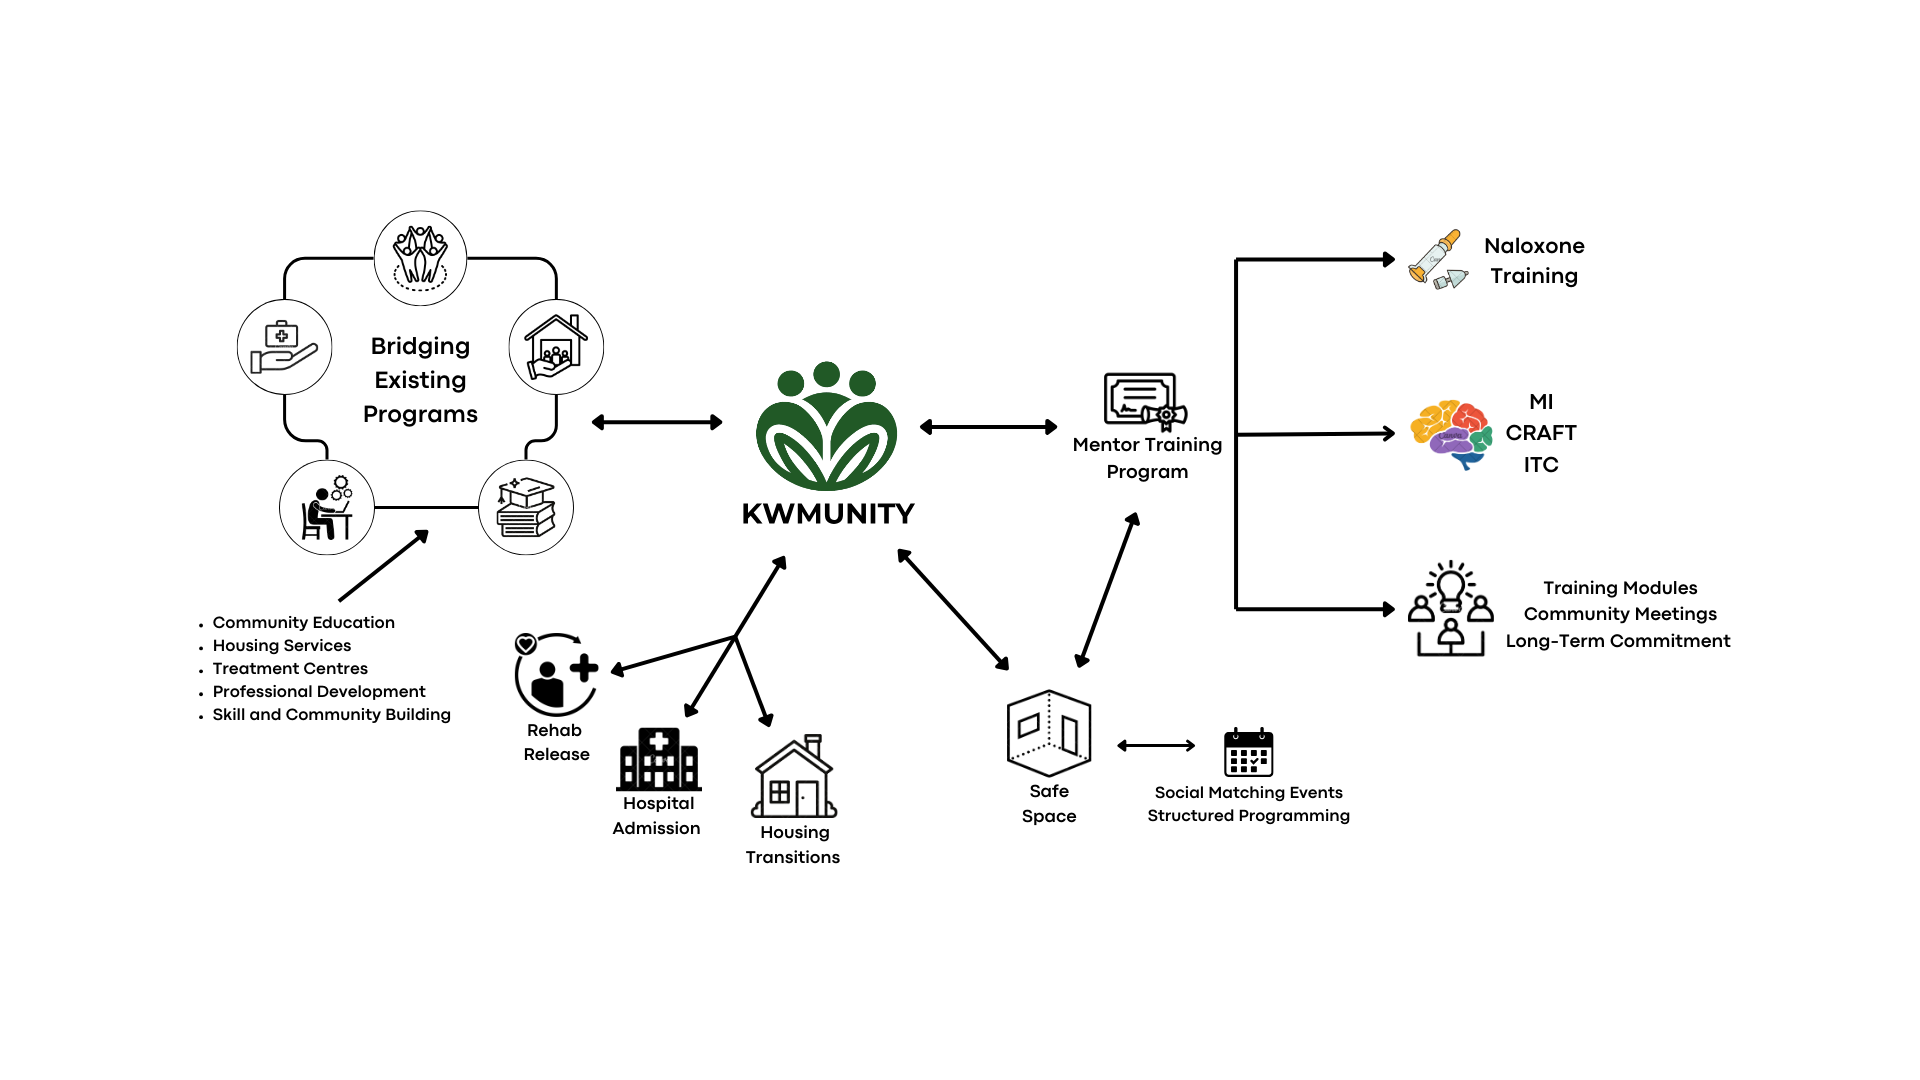 Bridging
Existing
Programs
Community Education
Housing Services
Treatment Centres
Professional Development
Skill and Community Building
KWMUNITY
Rehab
Release
Hospital
Admission
Housing
Transitions
Mentor Training
Program
Safe
Space
Social Matching Events
Structured Programming
Naloxone
Training
MI
CRAFT
ITC
Training Modules
Community Meetings
Long-Term Commitment